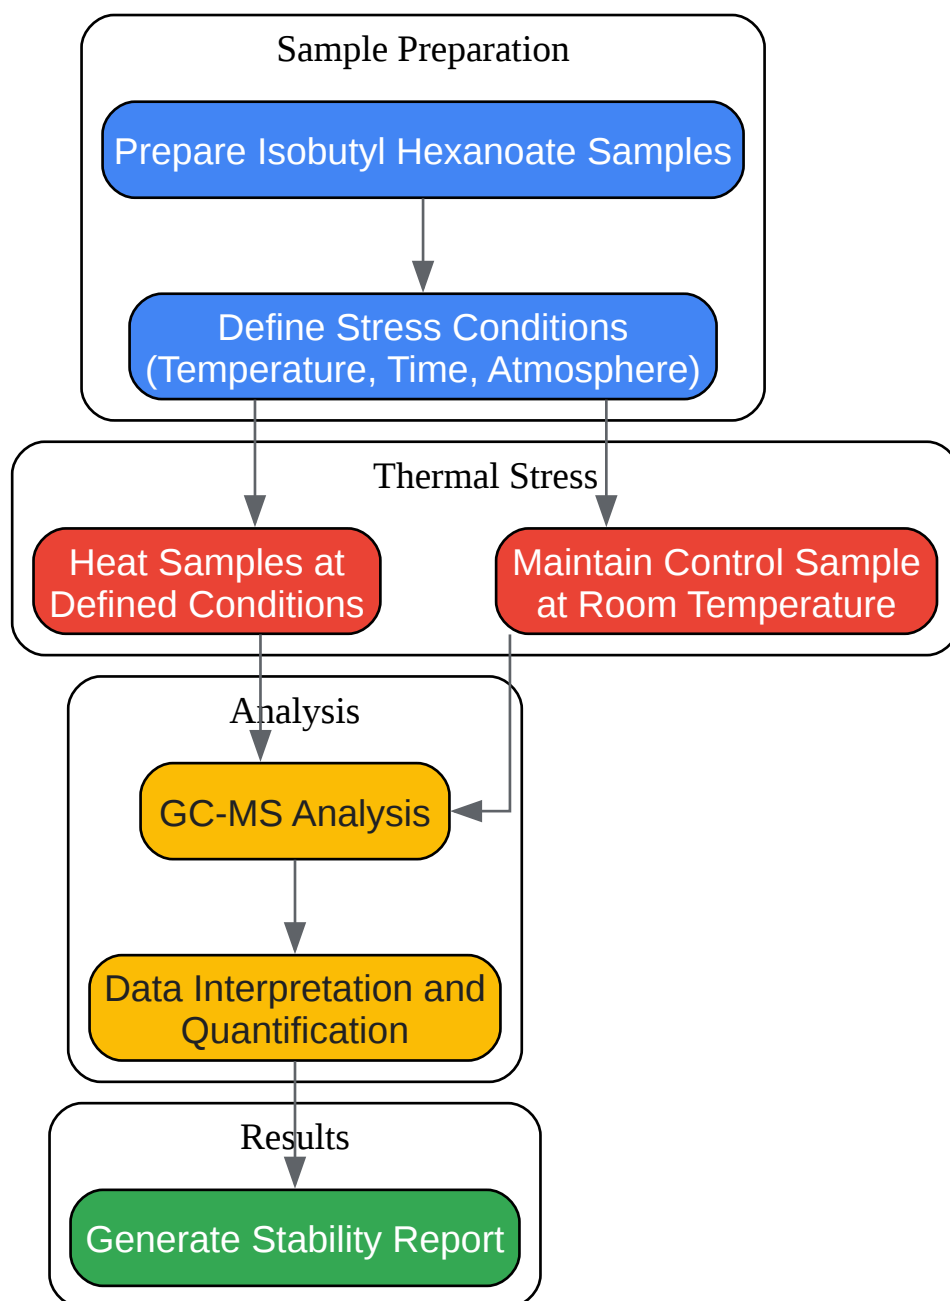 Sample Preparation
Prepare Isobutyl Hexanoate Samples
Define Stress Conditions
(Temperature, Time, Atmosphere)
Thermal Stress
Heat Samples at
Defined Conditions
Maintain Control Sample
at Room Temperature
Analysis
GC-MS Analysis
Data Interpretation and
Quantification
Results
Generate Stability Report